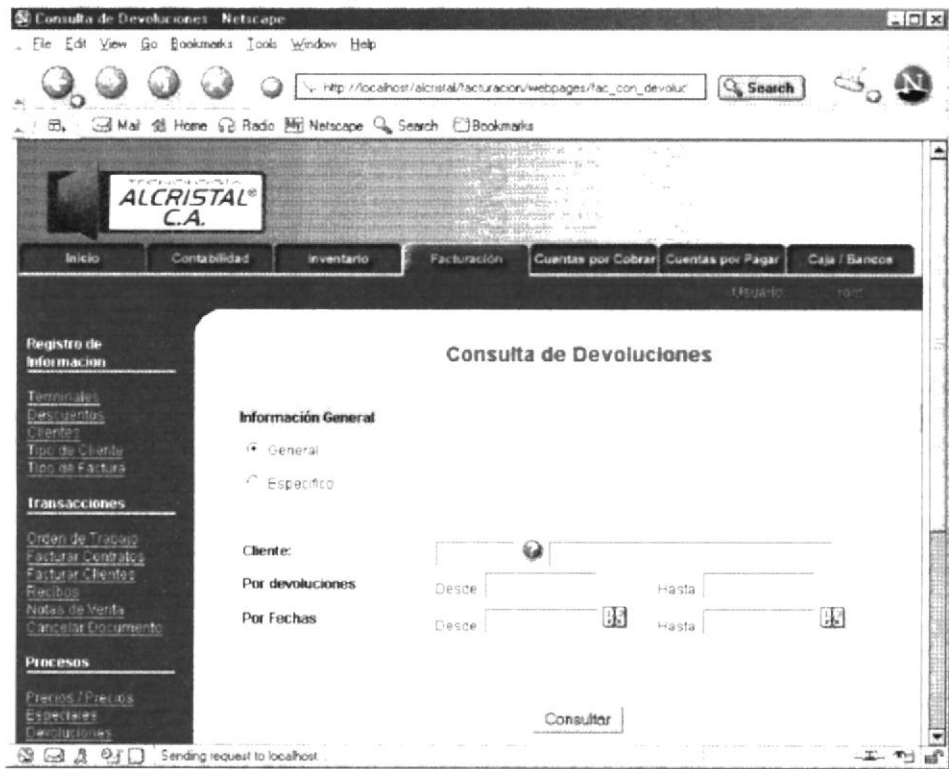 Consulta de Devoluciones - Netscape
File Edit View Go Bookmarks Tools Window Help
http://localhost/alcristal/facturacion/webpages/fac_con_devoluc
Search
Mail Home Radio My Netscape Search Bookmarks
ALCRISTAL®
C.A.
Inicio Contabilidad Inventario Facturación Cuentas por Cobrar Cuentas por Pagar Caja / Bancos
Usuario: root
Registro de
Informacion
Consulta de Devoluciones
Terminales
Descuentos
Clientes
Tipo de Cliente
Tipo de Factura
Información General
General
Especifico
Transacciones
Orden de Trabajo
Facturar Contratos
Facturar Clientes
Recibos
Notas de Venta
Cancelar Documento
Cliente:
Por devoluciones Desde Hasta
Por Fechas Desde Hasta
Procesos
Precios / Precios
Especiales
Devoluciones
Consultar
Sending request to localhost...